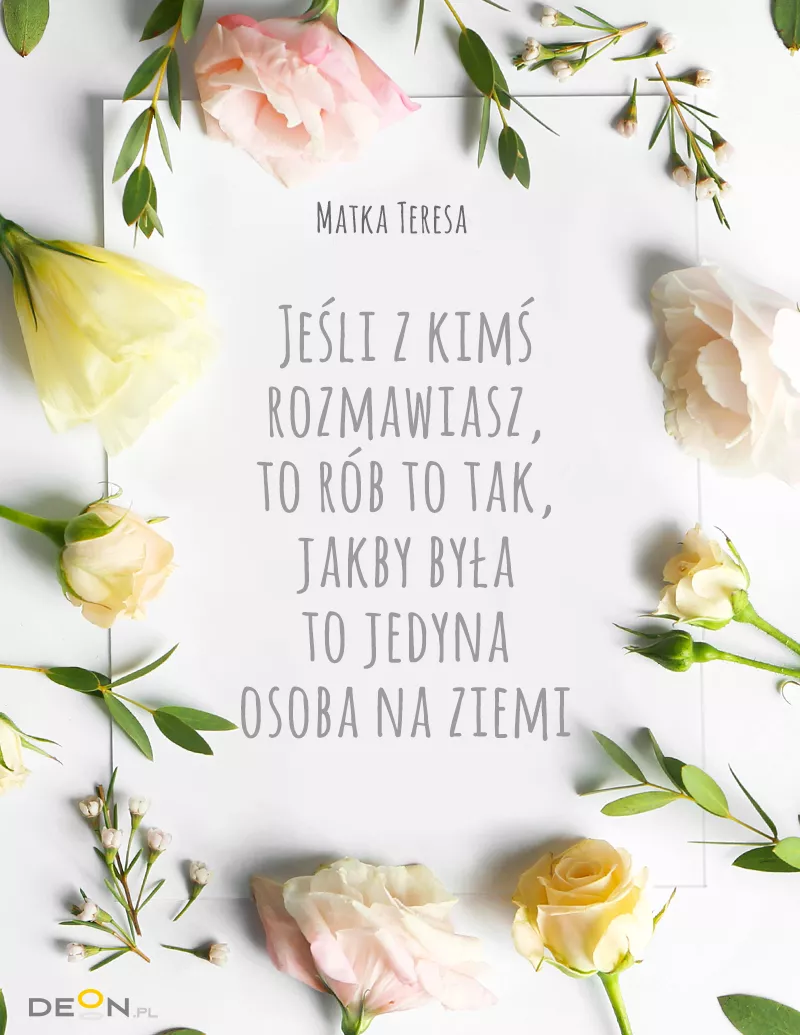 Matka Teresa
Jeśli z kimś
rozmawiasz,
to rób to tak,
jakby była
to jedyna
osoba na ziemi
DEON.PL